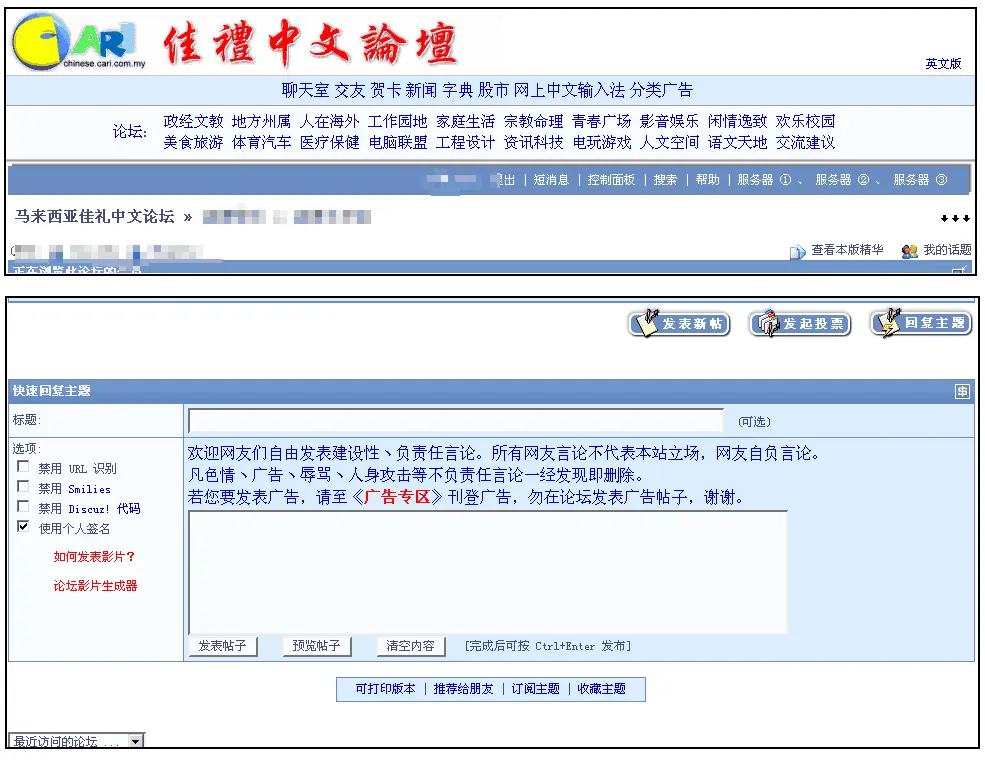 CARI 佳禮中文論壇
chinese.cari.com.my
英文版
聊天室 交友 贺卡 新闻 字典 股市 网上中文输入法 分类广告
论坛: 政经文教 地方州属 人在海外 工作园地 家庭生活 宗教命理 青春广场 影音娱乐 闲情逸致 欢乐校园
美食旅游 体育汽车 医疗保健 电脑联盟 工程设计 资讯科技 电玩游戏 人文空间 语文天地 交流建议
出 | 短消息 | 控制面板 | 搜索 | 帮助 | 服务器 ① 、 服务器 ② 、 服务器 ③
马来西亚佳礼中文论坛 »
查看本版精华 我的话题
正在浏览此论坛的
发表新帖 发起投票 回复主题
快速回复主题
标题: (可选)
选项:
禁用 URL 识别
禁用 Smilies
禁用 Discuz! 代码
使用个人签名
如何发表影片?
论坛影片生成器
欢迎网友们自由发表建设性、负责任言论。所有网友言论不代表本站立场，网友自负言论。
凡色情、广告、辱骂、人身攻击等不负责任言论一经发现即删除。
若您要发表广告，请至《广告专区》刊登广告，勿在论坛发表广告帖子，谢谢。
发表帖子 预览帖子 清空内容 [完成后可按 Ctrl+Enter 发布]
可打印版本 | 推荐给朋友 | 订阅主题 | 收藏主题
最近访问的论坛 ...